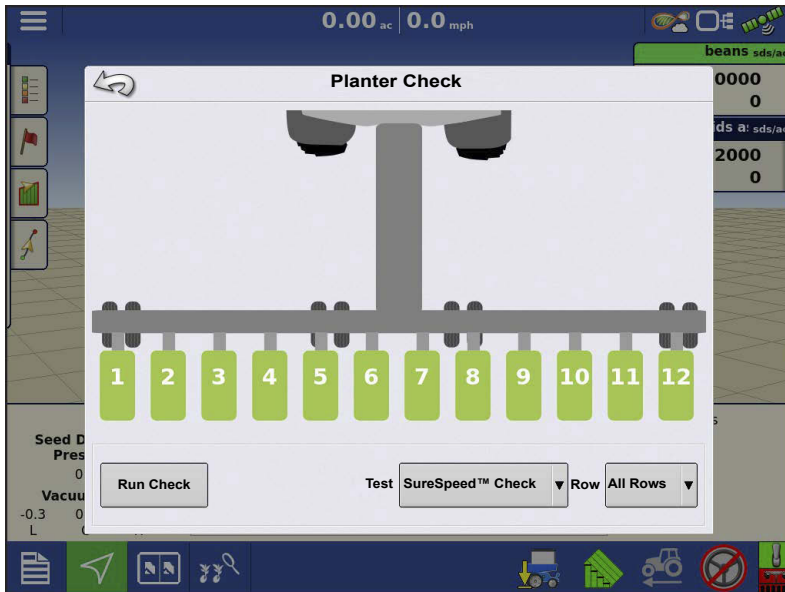 0.00 ac 0.0 mph
beans sds/ac
Planter Check
0000
0
sds/ac
2000
0
1 2 3 4 5 6 7 8 9 10 11 12
Seed D
Pres
0
Run Check Test SureSpeed™ Check Row All Rows
Vacuu
-0.3 0
L